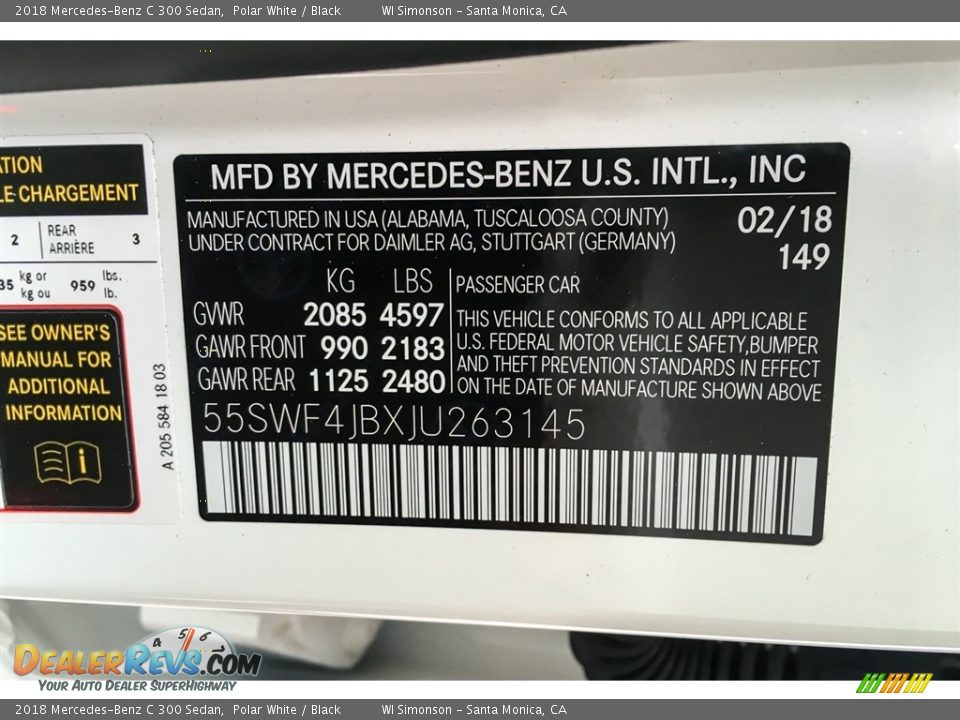 2018 Mercedes-Benz C 300 Sedan, Polar White / Black WI Simonson - Santa Monica, CA
ATION
LE CHARGEMENT
2 REAR ARRIÈRE 3
35 kg or kg ou 959 lbs. lb.
SEE OWNER'S
MANUAL FOR
ADDITIONAL
INFORMATION
A 205 584 18 03
MFD BY MERCEDES-BENZ U.S. INTL., INC
MANUFACTURED IN USA (ALABAMA, TUSCALOOSA COUNTY) 02/18
UNDER CONTRACT FOR DAIMLER AG, STUTTGART (GERMANY) 149
KG LBS
GVWR 2085 4597
GAWR FRONT 990 2183
GAWR REAR 1125 2480
PASSENGER CAR
THIS VEHICLE CONFORMS TO ALL APPLICABLE
U.S. FEDERAL MOTOR VEHICLE SAFETY,BUMPER
AND THEFT PREVENTION STANDARDS IN EFFECT
ON THE DATE OF MANUFACTURE SHOWN ABOVE
55SWF4JBXJU263145
4 5 6
DEALERREVS.COM
YOUR AUTO DEALER SUPERHIGHWAY
2018 Mercedes-Benz C 300 Sedan, Polar White / Black WI Simonson - Santa Monica, CA